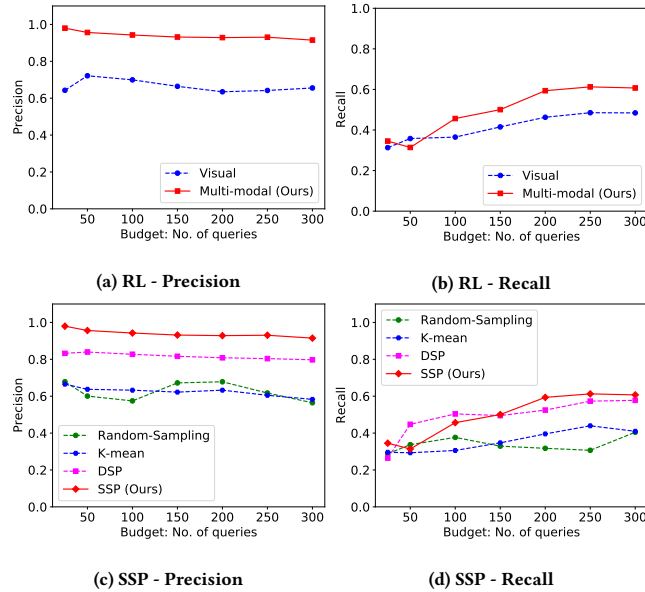 1.0
0.8
0.6
0.4
0.2
0.0
Precision
Visual
Multi-modal (Ours)
50 100 150 200 250 300
Budget: No. of queries
(a) RL - Precision
1.0
0.8
0.6
0.4
0.2
0.0
Recall
Visual
Multi-modal (Ours)
50 100 150 200 250 300
Budget: No. of queries
(b) RL - Recall
1.0
0.8
0.6
0.4
0.2
0.0
Precision
Random-Sampling
K-mean
DSP
SSP (Ours)
50 100 150 200 250 300
Budget: No. of queries
(c) SSP - Precision
1.0
0.8
0.6
0.4
0.2
0.0
Recall
Random-Sampling
K-mean
DSP
SSP (Ours)
50 100 150 200 250 300
Budget: No. of queries
(d) SSP - Recall